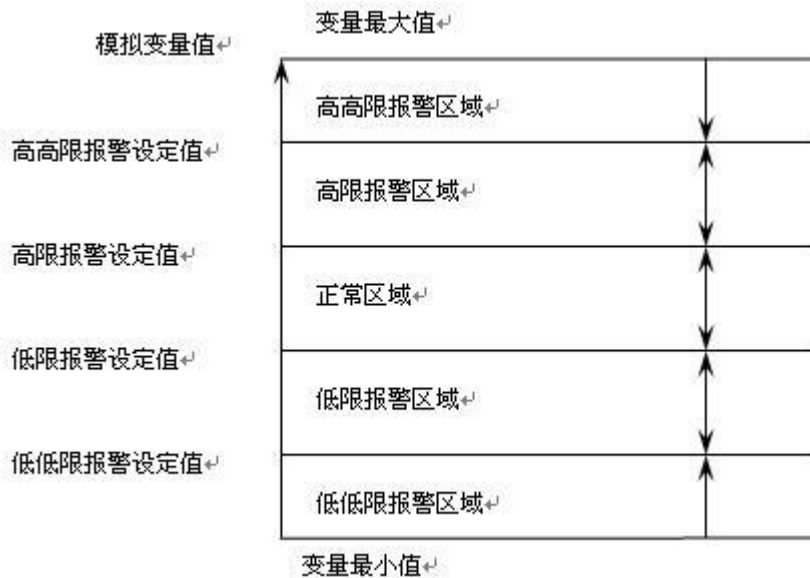 变量最大值↵
模拟变量值↵
高高限报警区域↵
高高限报警设定值↵
高限报警区域↵
高限报警设定值↵
正常区域↵
低限报警设定值↵
低限报警区域↵
低低限报警设定值↵
低低限报警区域↵
变量最小值↵